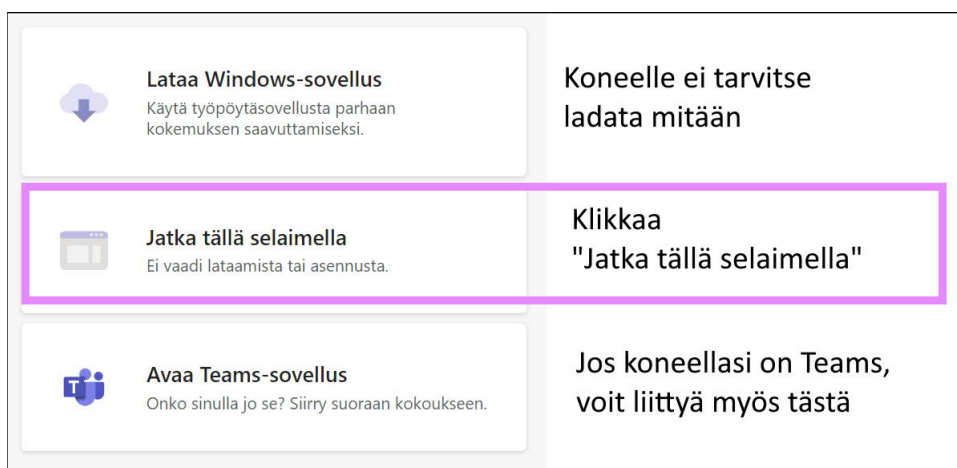 Lataa Windows-sovellus
Käytä työpöytäsovellusta parhaan
kokemuksen saavuttamiseksi.
Koneelle ei tarvitse
ladata mitään
Jatka tällä selaimella
Ei vaadi lataamista tai asennusta.
Klikkaa
"Jatka tällä selaimella"
Avaa Teams-sovellus
Onko sinulla jo se? Siirry suoraan kokoukseen.
Jos koneellasi on Teams,
voit liittyä myös tästä